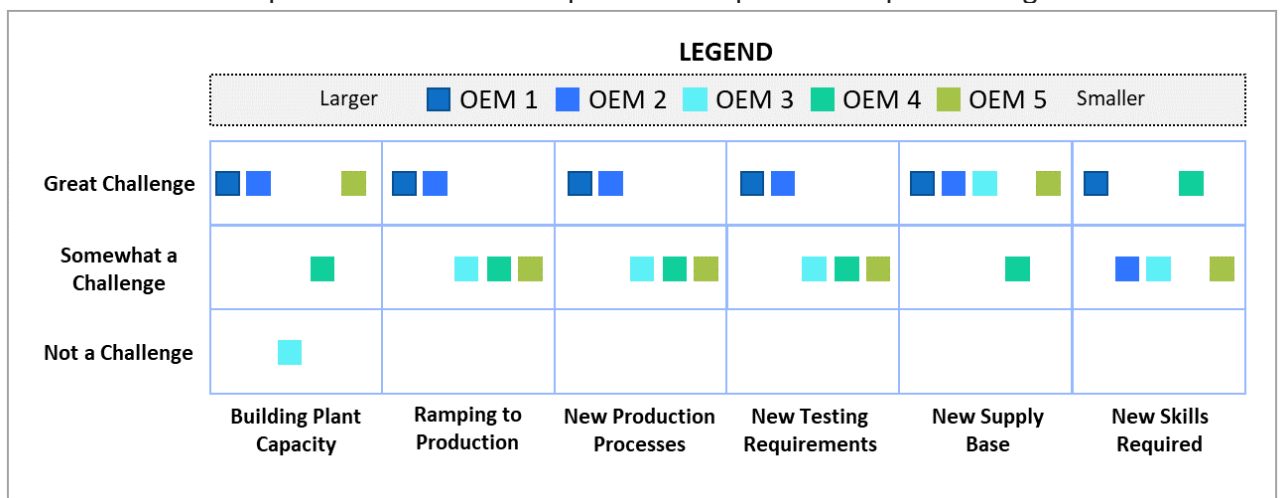 LEGEND
Larger OEM 1 OEM 2 OEM 3 OEM 4 OEM 5 Smaller
Great Challenge
Somewhat a
Challenge
Not a Challenge
Building Plant
Capacity
Ramping to
Production
New Production
Processes
New Testing
Requirements
New Supply
Base
New Skills
Required